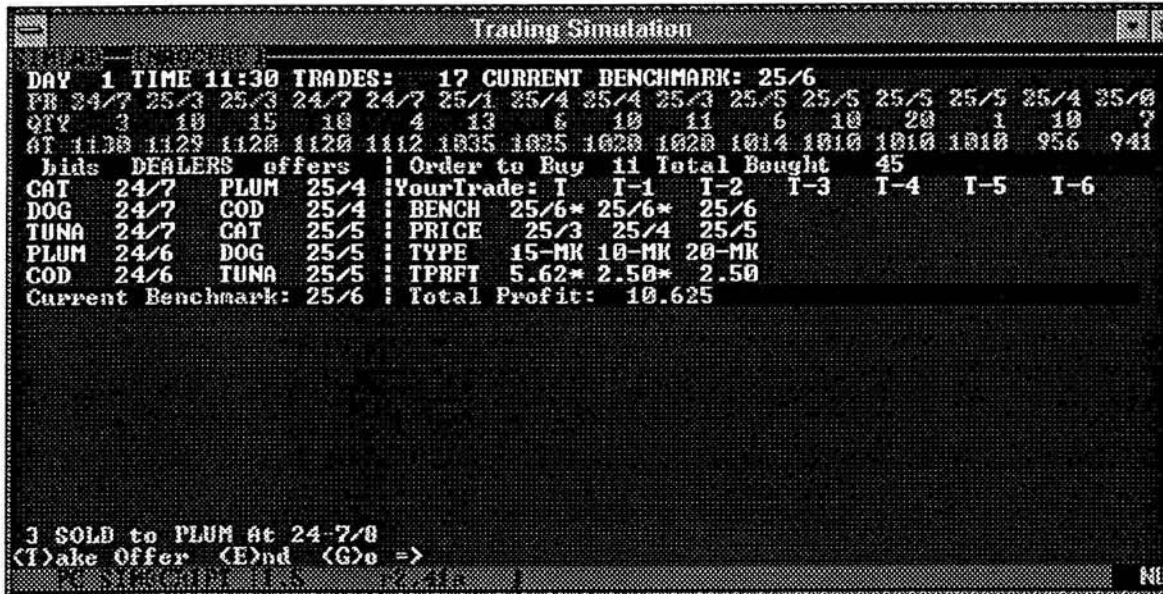 Trading Simulation
DAY 1 TIME 11:30 TRADES: 17 CURRENT BENCHMARK: 25/6
PR 24/7 25/3 25/3 24/7 24/7 25/1 25/4 25/4 25/3 25/5 25/5 25/5 25/5 25/4 25/0
QTY 3 10 15 10 4 13 6 10 11 6 10 20 1 10 7
AT 1130 1129 1120 1120 1112 1035 1025 1020 1020 1014 1010 1010 1010 956 941
bids DEALERS offers | Order to Buy 11 Total Bought 45
CAT 24/7 PLUM 25/4 |YourTrade: T T-1 T-2 T-3 T-4 T-5 T-6
DOG 24/7 COD 25/4 | BENCH 25/6* 25/6* 25/6
TUNA 24/7 CAT 25/5 | PRICE 25/3 25/4 25/5
PLUM 24/6 DOG 25/5 | TYPE 15-MK 10-MK 20-MK
COD 24/6 TUNA 25/5 | TPRFT 5.62* 2.50* 2.50
Current Benchmark: 25/6 | Total Profit: 10.625
3 SOLD to PLUM At 24-7/8
<T>ake Offer <E>nd <G>o =>